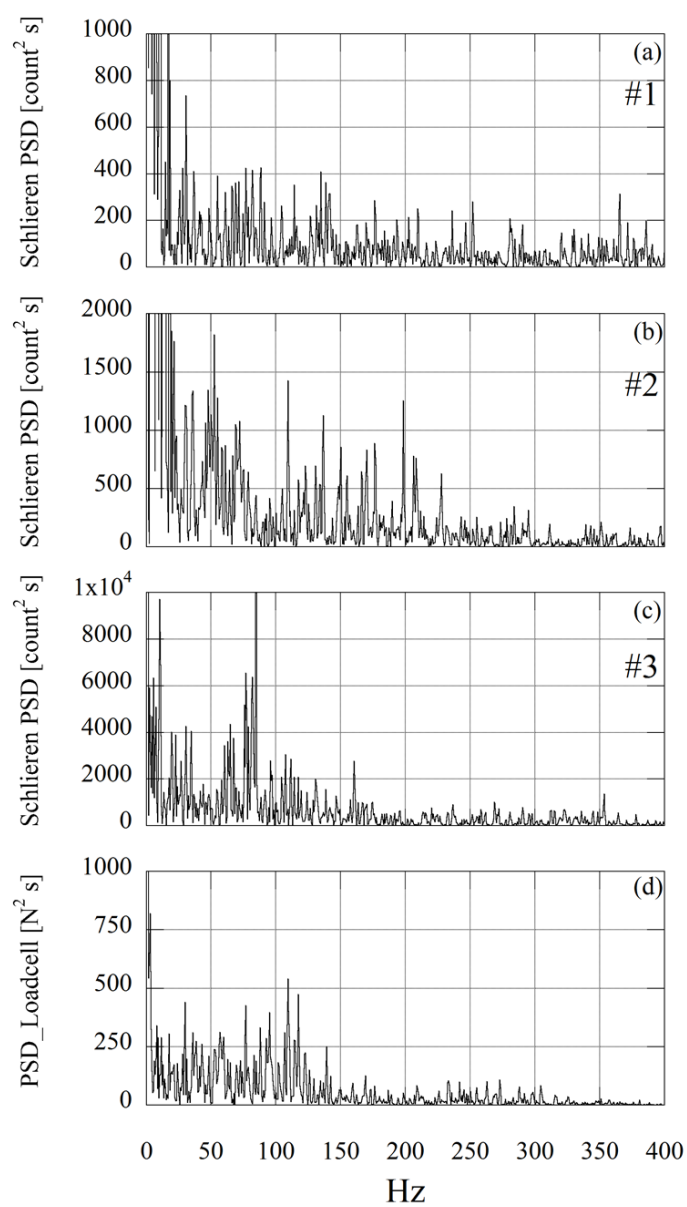 1000
800
600
400
200
0
Schlieren PSD [count² s]
(a)
#1
2000
1500
1000
500
0
Schlieren PSD [count² s]
(b)
#2
1x10⁴
8000
6000
4000
2000
0
Schlieren PSD [count² s]
(c)
#3
1000
750
500
250
0
PSD_Loadcell [N² s]
(d)
0 50 100 150 200 250 300 350 400
Hz